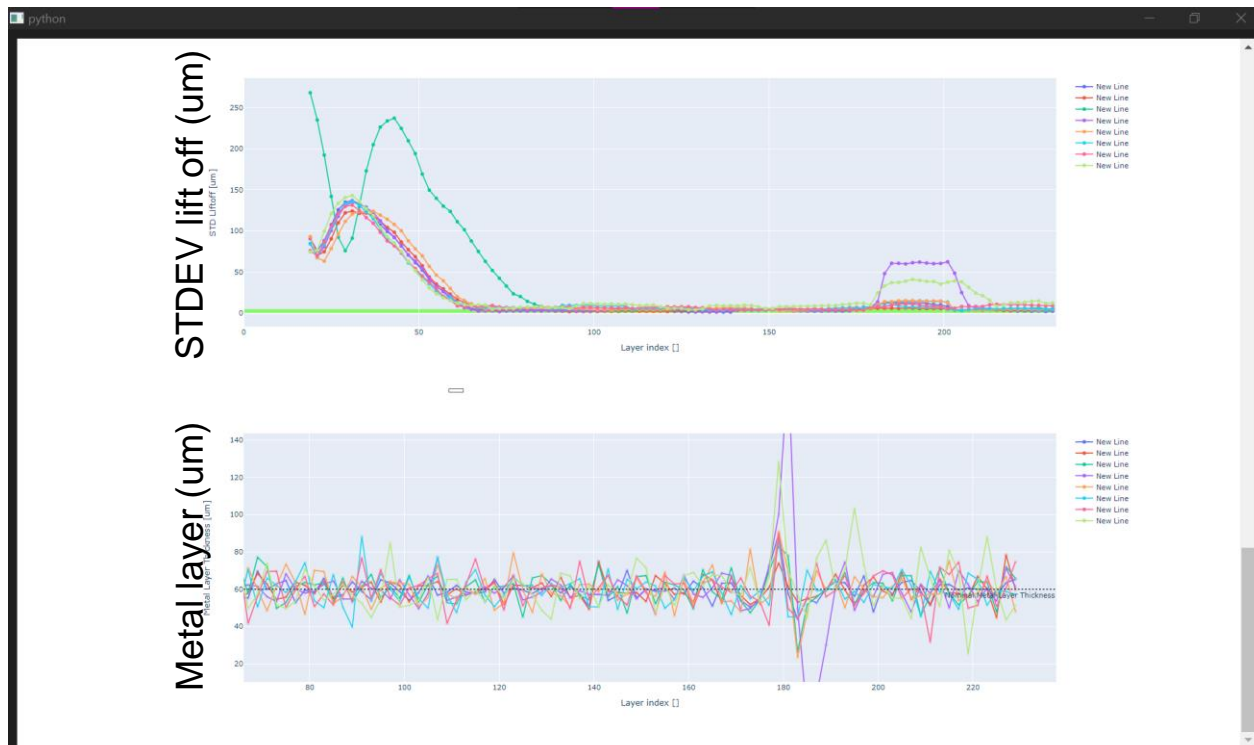 python
STDEV lift off (um)
STD Liftoff [um]
250
200
150
100
50
0
0
50
100
150
200
Layer index []
New Line
New Line
New Line
New Line
New Line
New Line
New Line
New Line
Metal layer (um)
Metal Layer Thickness [um]
140
120
100
80
60
40
20
Nominal Metal Layer Thickness
80
100
120
140
160
180
200
220
Layer index []
New Line
New Line
New Line
New Line
New Line
New Line
New Line
New Line